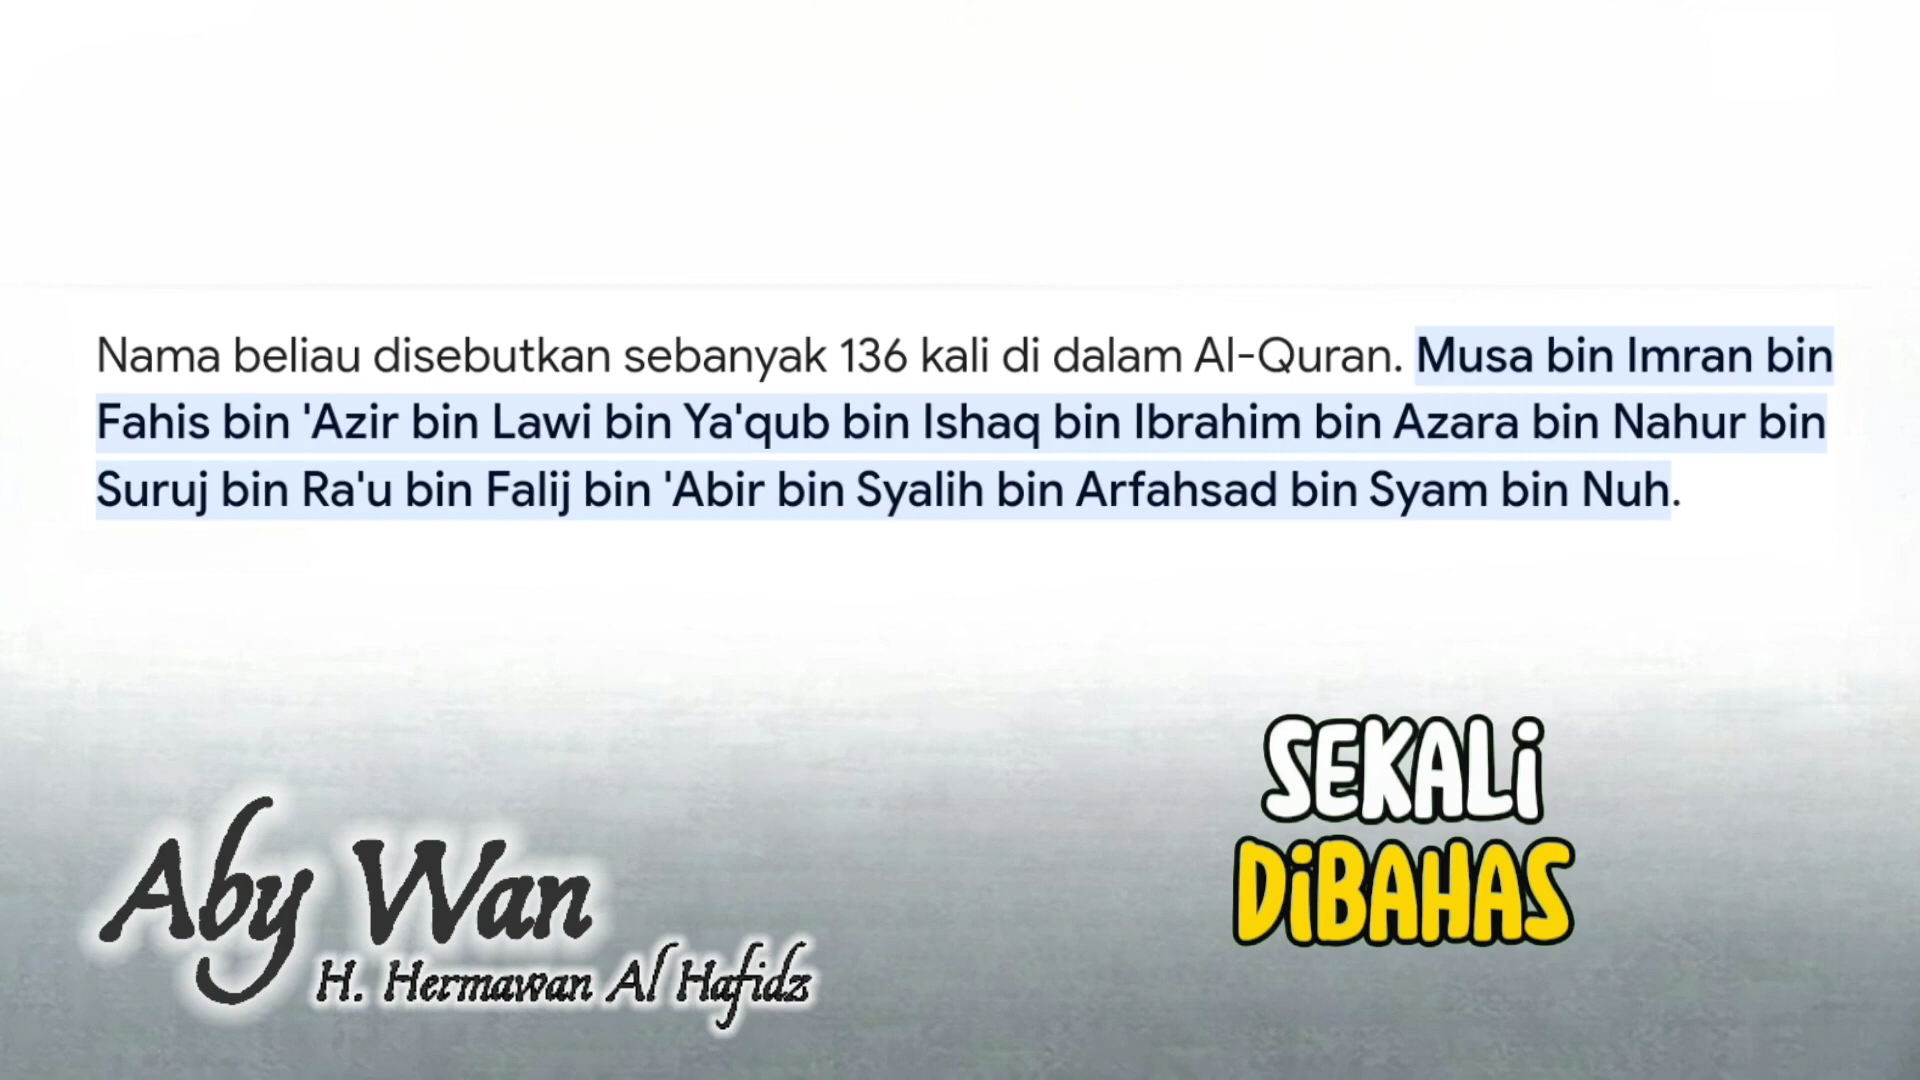 Nama beliau disebutkan sebanyak 136 kali di dalam Al-Quran. Musa bin Imran bin
Fahis bin 'Azir bin Lawi bin Ya'qub bin Ishaq bin Ibrahim bin Azara bin Nahur bin
Suruj bin Ra'u bin Falij bin 'Abir bin Syalih bin Arfahsad bin Syam bin Nuh.
SEKALi
DiBAHAS
Aby Wan
H. Hermawan Al Hafidz